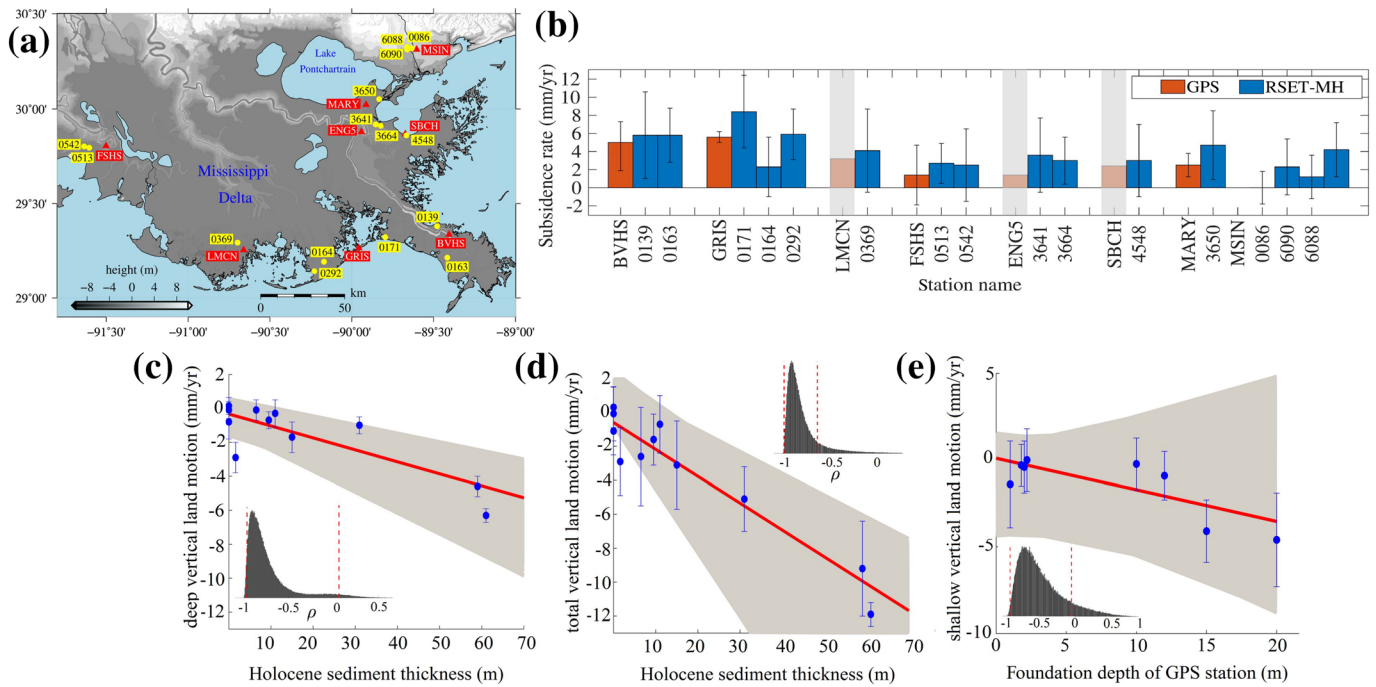 (a)
30°30'
30°00'
29°30'
29°00'
−91°30'
−91°00'
−90°30'
−90°00'
−89°30'
−89°00'
6088
0086
6090
MSIN
Lake
Pontchartrain
3650
MARY
3641
ENG5
3664
SBCH
4548
0542
0513
FSHS
Mississippi
Delta
0139
BVHS
0369
LMCN
0164
GRIS
0171
0292
0163
height (m)
−8 −4 0 4 8
km
0 50
(b)
GPS
RSET-MH
Subsidence rate (mm/yr)
12
10
8
6
4
2
0
−2
BVHS
0139
0163
GRIS
0171
0164
0292
LMCN
0369
FSHS
0513
0542
ENG5
3641
3664
SBCH
4548
MARY
3650
MSIN
0086
6090
6088
Station name
(c)
deep vertical land motion (mm/yr)
2
0
-2
-4
-6
-8
-10
-12
10 20 30 40 50 60 70
Holocene sediment thickness (m)
-1 -0.5 0 0.5
ρ
(d)
total vertical land motion (mm/yr)
2
0
-2
-4
-6
-8
-10
-12
10 20 30 40 50 60 70
Holocene sediment thickness (m)
-1 -0.5 0
ρ
(e)
shallow vertical land motion (mm/yr)
5
0
-5
-10
0 5 10 15 20
Foundation depth of GPS station (m)
-1 -0.5 0 1
ρ